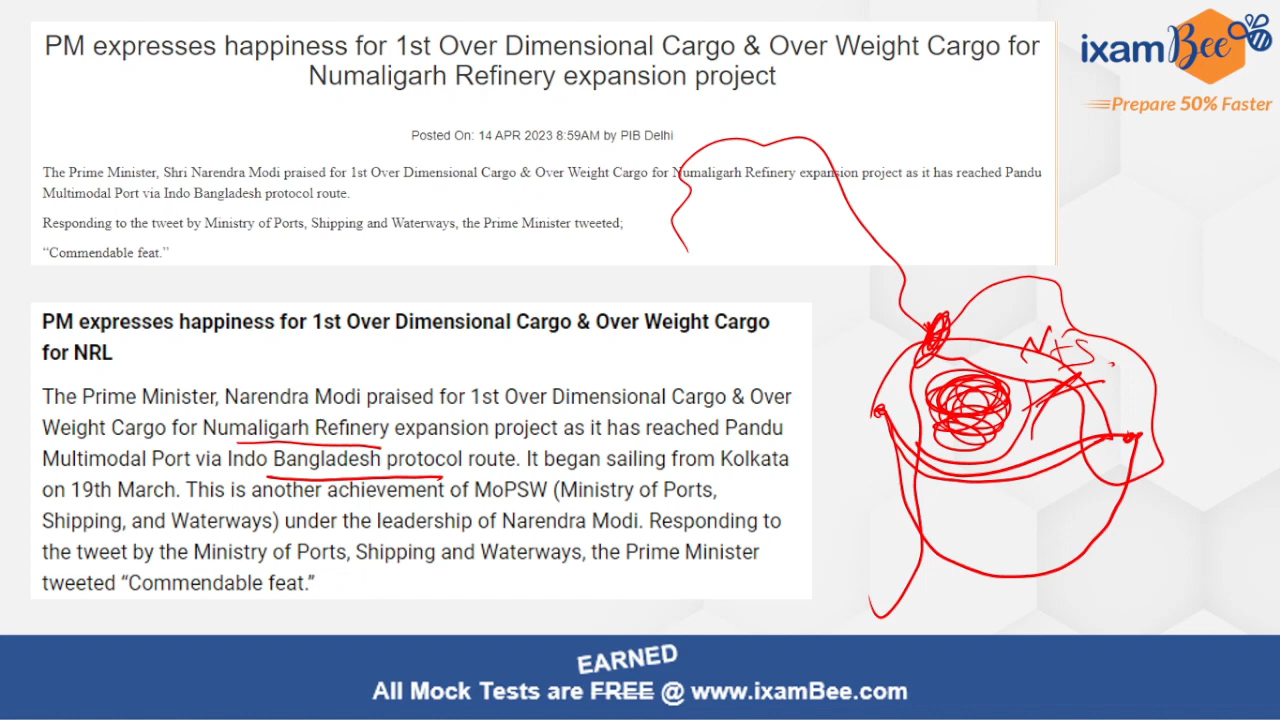 PM expresses happiness for 1st Over Dimensional Cargo & Over Weight Cargo for
Numaligarh Refinery expansion project
Posted On: 14 APR 2023 8:59AM by PIB Delhi
The Prime Minister, Shri Narendra Modi praised for 1st Over Dimensional Cargo & Over Weight Cargo for Numaligarh Refinery expansion project as it has reached Pandu
Multimodal Port via Indo Bangladesh protocol route.
Responding to the tweet by Ministry of Ports, Shipping and Waterways, the Prime Minister tweeted;
“Commendable feat.”
ixamBee
Prepare 50% Faster
PM expresses happiness for 1st Over Dimensional Cargo & Over Weight Cargo
for NRL
The Prime Minister, Narendra Modi praised for 1st Over Dimensional Cargo & Over
Weight Cargo for Numaligarh Refinery expansion project as it has reached Pandu
Multimodal Port via Indo Bangladesh protocol route. It began sailing from Kolkata
on 19th March. This is another achievement of MoPSW (Ministry of Ports,
Shipping, and Waterways) under the leadership of Narendra Modi. Responding to
the tweet by the Ministry of Ports, Shipping and Waterways, the Prime Minister
tweeted “Commendable feat.”
EARNED
All Mock Tests are FREE @ www.ixamBee.com